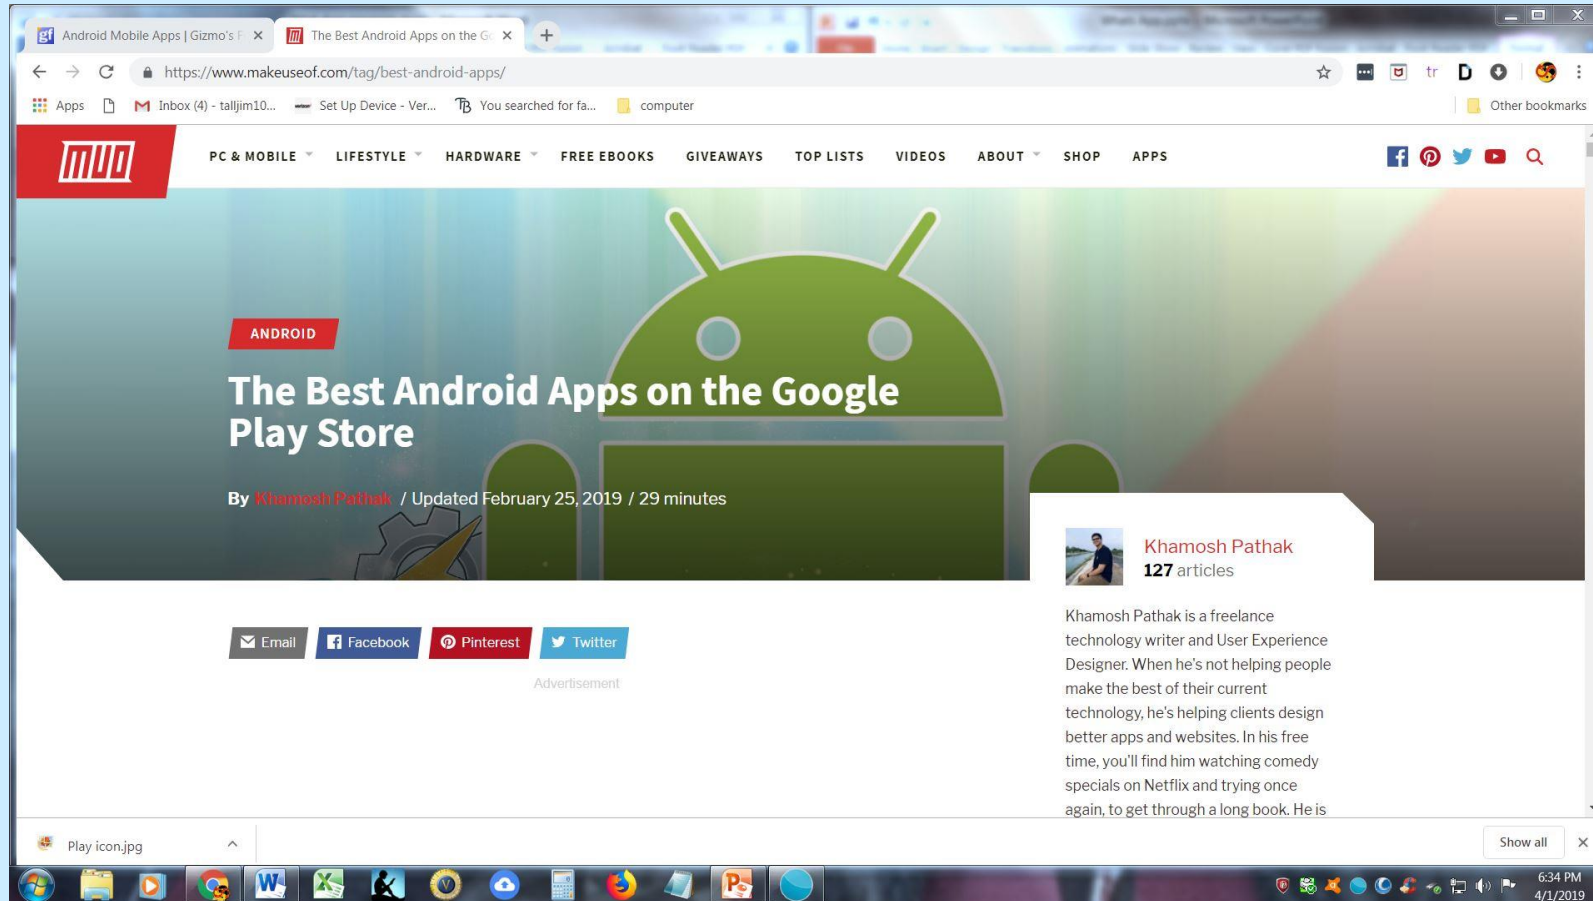 Android Mobile Apps | Gizmo's F
The Best Android Apps on the Go
https://www.makeuseof.com/tag/best-android-apps/
tr
Apps
Inbox (4) - talljim10...
Set Up Device - Ver...
TB
You searched for fa...
computer
Other bookmarks
MUO
PC & MOBILE
LIFESTYLE
HARDWARE
FREE EBOOKS
GIVEAWAYS
TOP LISTS
VIDEOS
ABOUT
SHOP
APPS
ANDROID
The Best Android Apps on the Google
Play Store
By Khamosh Pathak / Updated February 25, 2019 / 29 minutes
Khamosh Pathak
127 articles
Khamosh Pathak is a freelance
technology writer and User Experience
Designer. When he's not helping people
make the best of their current
technology, he's helping clients design
better apps and websites. In his free
time, you'll find him watching comedy
specials on Netflix and trying once
again, to get through a long book. He is
Email
Facebook
Pinterest
Twitter
Advertisement
Play icon.jpg
Show all
6:34 PM
4/1/2019